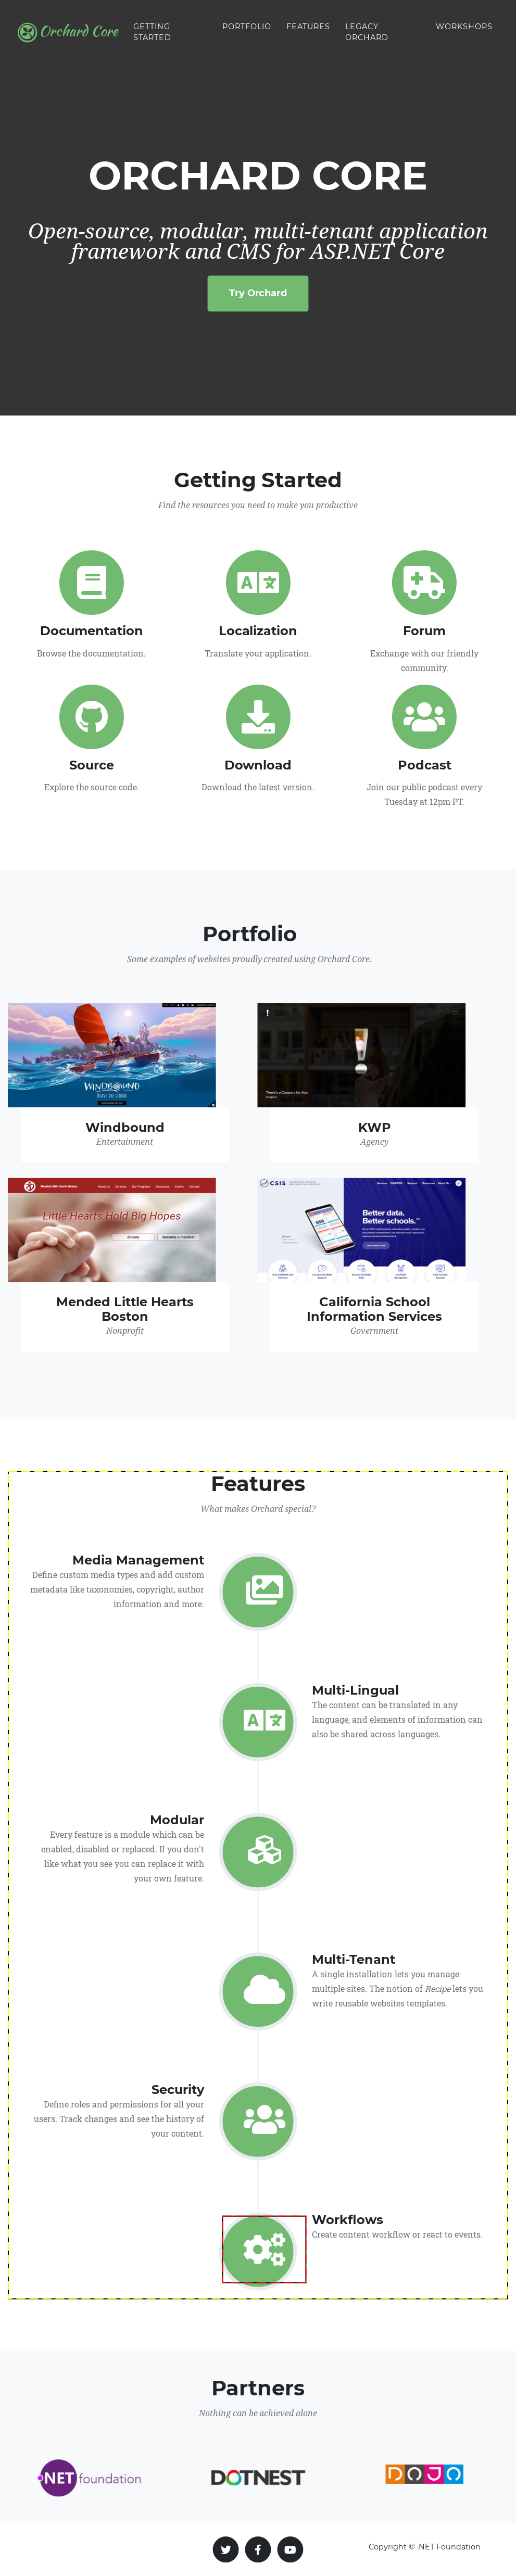 Orchard Core
GETTING STARTED
PORTFOLIO
FEATURES
LEGACY ORCHARD
WORKSHOPS
ORCHARD CORE
Open-source, modular, multi-tenant application
framework and CMS for ASP.NET Core
Try Orchard
Getting Started
Find the resources you need to make you productive
Documentation
Browse the documentation.
Localization
Translate your application.
Forum
Exchange with our friendly
community.
Source
Explore the source code.
Download
Download the latest version.
Podcast
Join our public podcast every
Tuesday at 12pm PT.
Portfolio
Some examples of websites proudly created using Orchard Core.
WINDBOUND
BRAVE THE STORM
Windbound
Entertainment
KWP
Agency
Little Hearts Hold Big Hopes
Donate
Become a member
Mended Little Hearts
Boston
Nonprofit
CSIS
Better data.
Better schools.
California School
Information Services
Government
Features
What makes Orchard special?
Media Management
Define custom media types and add custom
metadata like taxonomies, copyright, author
information and more.
Multi-Lingual
The content can be translated in any
language, and elements of information can
also be shared across languages.
Modular
Every feature is a module which can be
enabled, disabled or replaced. If you don't
like what you see you can replace it with
your own feature.
Multi-Tenant
A single installation lets you manage
multiple sites. The notion of Recipe lets you
write reusable websites templates.
Security
Define roles and permissions for all your
users. Track changes and see the history of
your content.
Workflows
Create content workflow or react to events.
Partners
Nothing can be achieved alone
.NET foundation
DOTNEST
Copyright © .NET Foundation